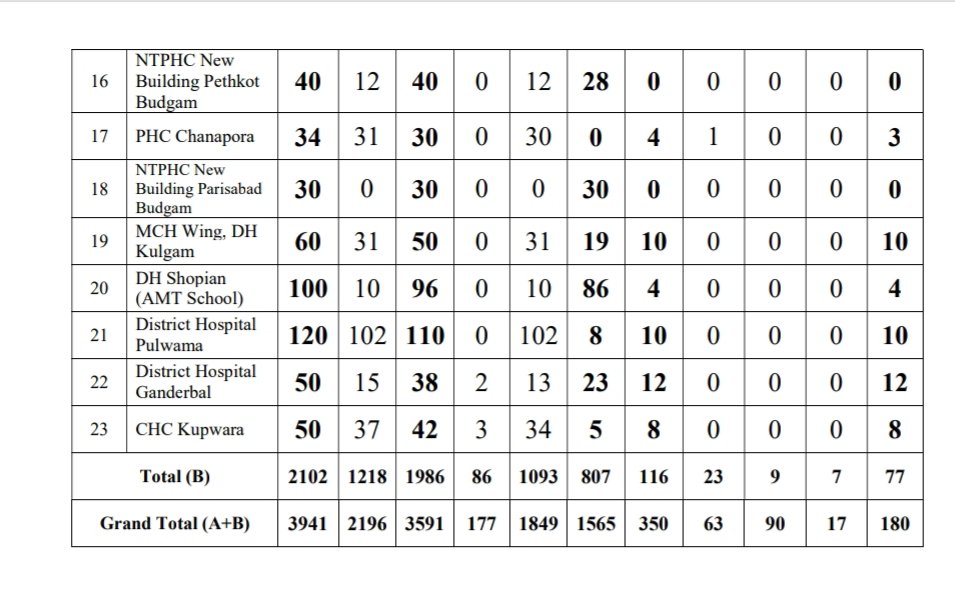 16 NTPHC New Building Pethkot Budgam 40 12 40 0 12 28 0 0 0 0 0
17 PHC Chanapora 34 31 30 0 30 0 4 1 0 0 3
18 NTPHC New Building Parisabad Budgam 30 0 30 0 0 30 0 0 0 0 0
19 MCH Wing, DH Kulgam 60 31 50 0 31 19 10 0 0 0 10
20 DH Shopian (AMT School) 100 10 96 0 10 86 4 0 0 0 4
21 District Hospital Pulwama 120 102 110 0 102 8 10 0 0 0 10
22 District Hospital Ganderbal 50 15 38 2 13 23 12 0 0 0 12
23 CHC Kupwara 50 37 42 3 34 5 8 0 0 0 8
Total (B) 2102 1218 1986 86 1093 807 116 23 9 7 77
Grand Total (A+B) 3941 2196 3591 177 1849 1565 350 63 90 17 180